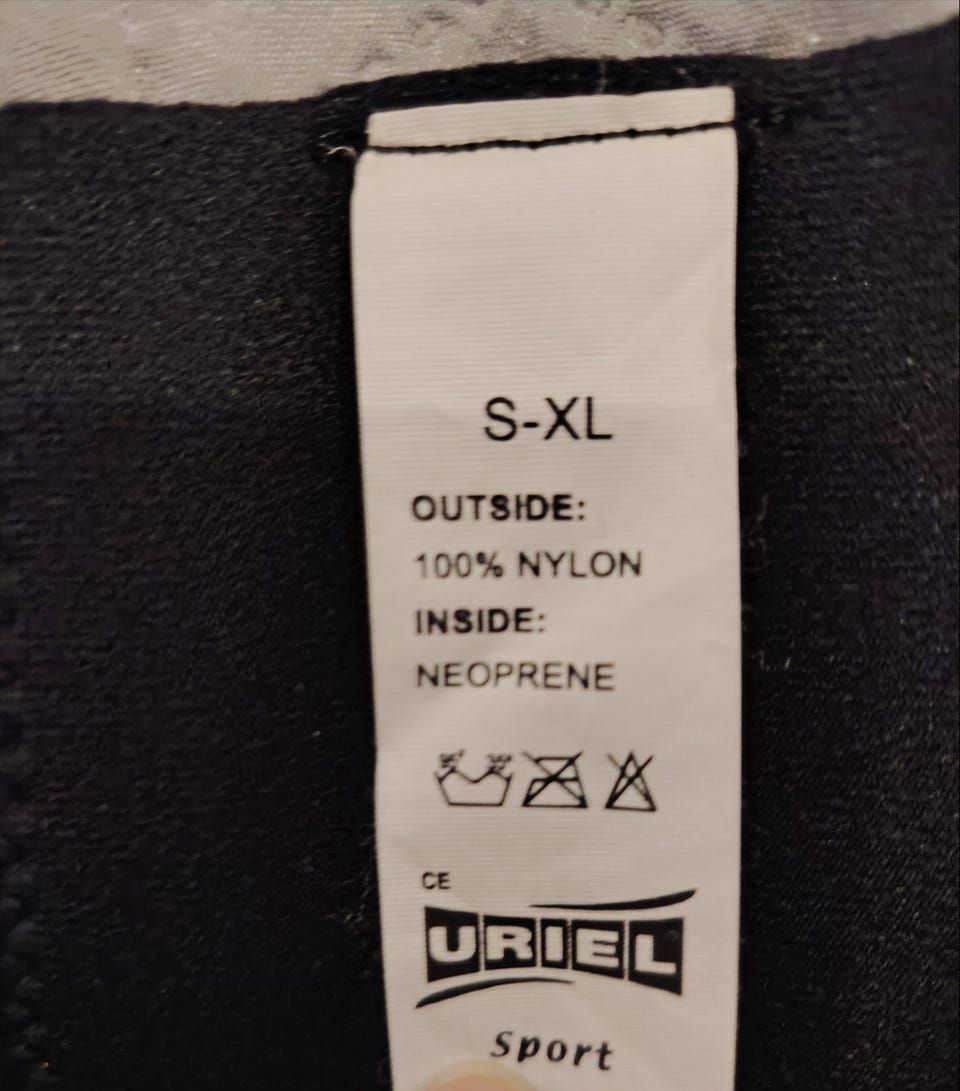 S-XL
OUTSIDE:
100% NYLON
INSIDE:
NEOPRENE
CE
URIEL
Sport